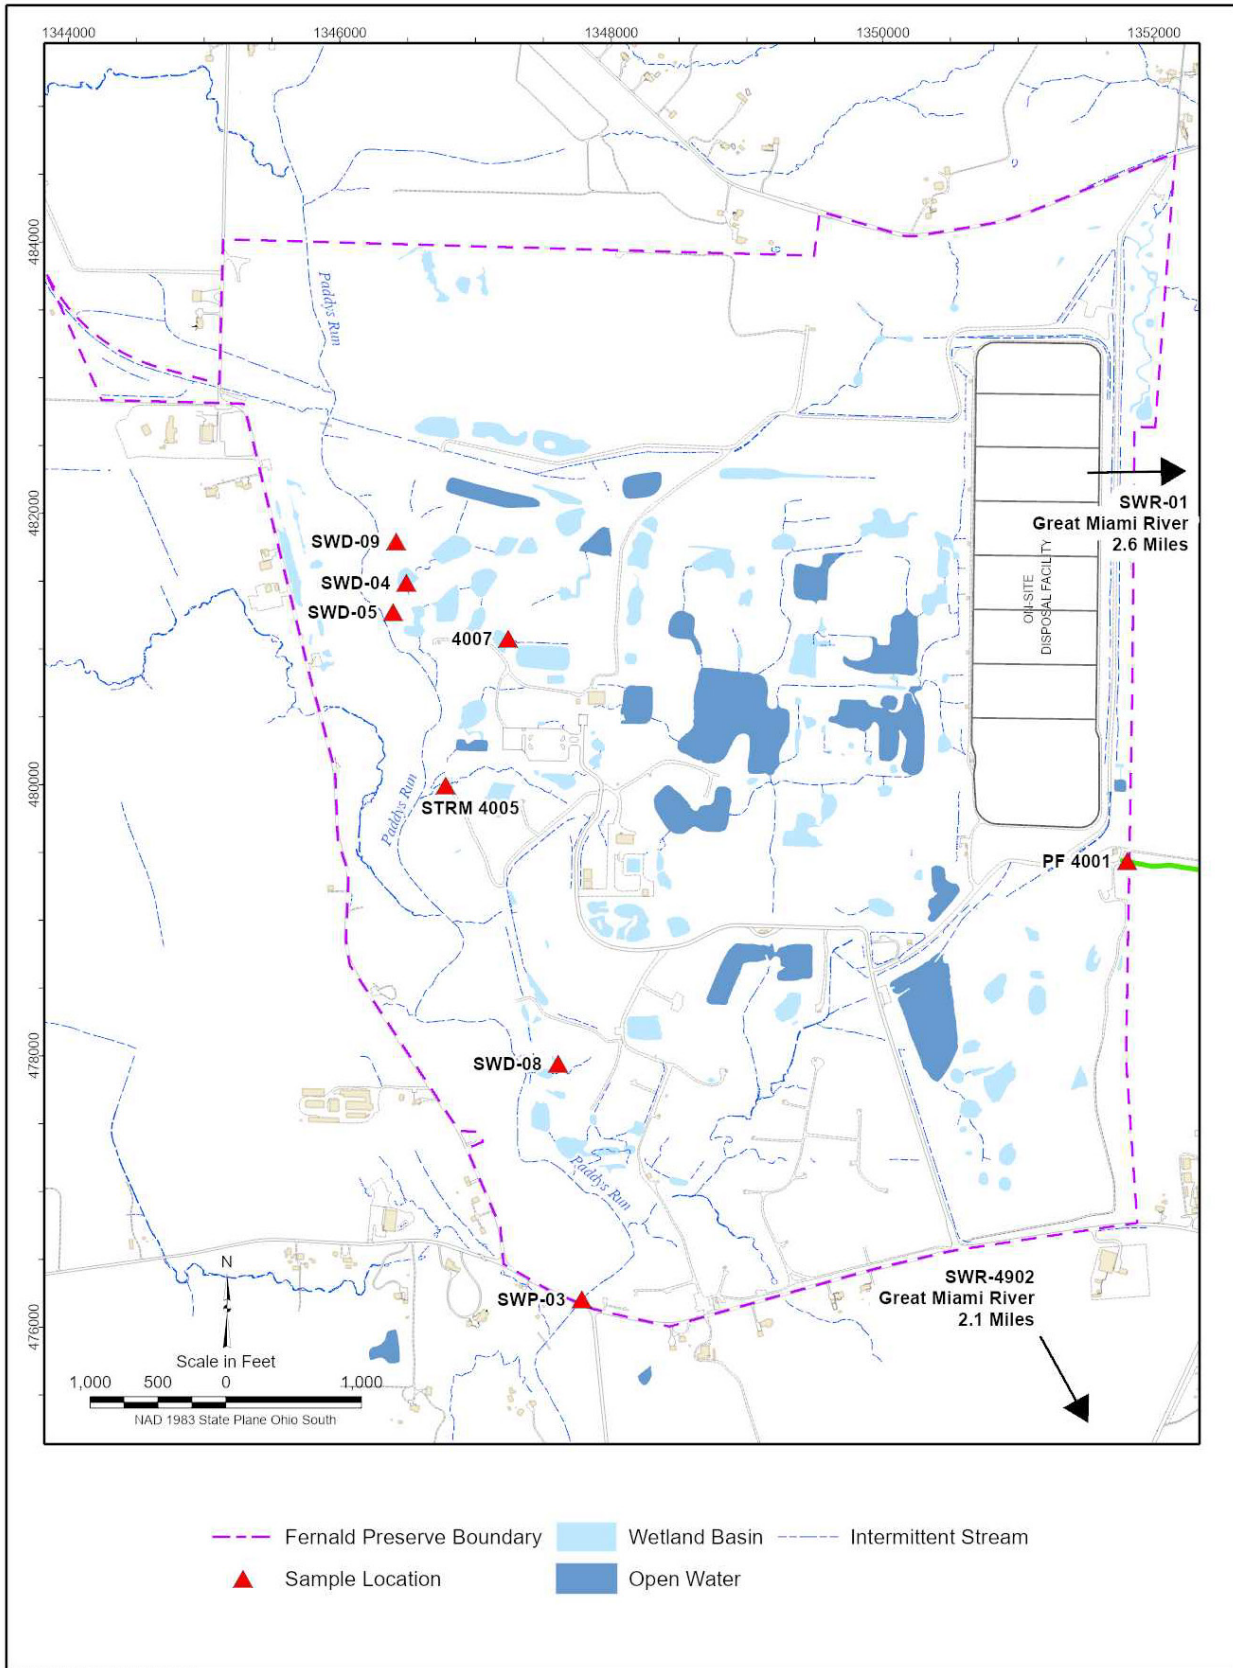 1344000
1346000
1348000
1350000
1352000
484000
482000
480000
478000
476000
Paddys Run
SWR-01
Great Miami River
2.6 Miles
ON-SITE
DISPOSAL FACILITY
SWD-09
SWD-04
SWD-05
4007
Paddys Run
STRM 4005
PF 4001
SWD-08
Paddys Run
SWP-03
SWR-4902
Great Miami River
2.1 Miles
N
Scale in Feet
1,000 500 0 1,000
NAD 1983 State Plane Ohio South
Fernald Preserve Boundary
Wetland Basin
Intermittent Stream
Sample Location
Open Water